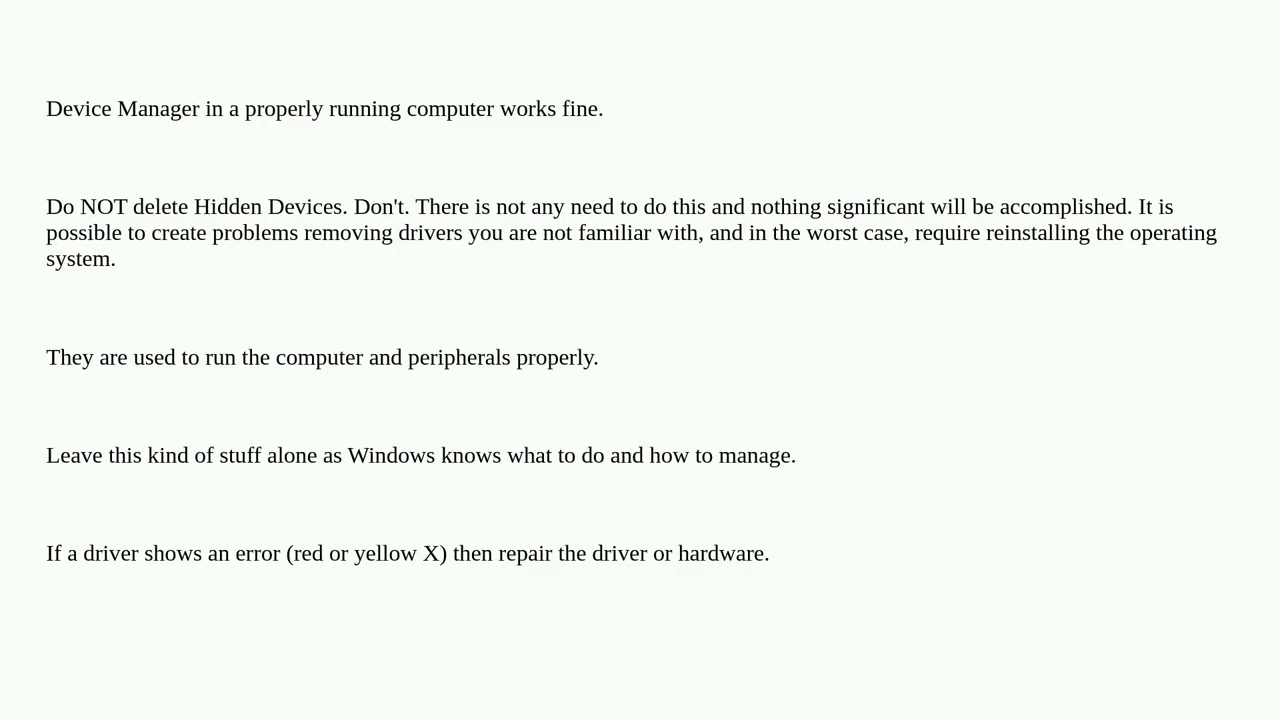 Device Manager in a properly running computer works fine.
Do NOT delete Hidden Devices. Don't. There is not any need to do this and nothing significant will be accomplished. It is
possible to create problems removing drivers you are not familiar with, and in the worst case, require reinstalling the operating
system.
They are used to run the computer and peripherals properly.
Leave this kind of stuff alone as Windows knows what to do and how to manage.
If a driver shows an error (red or yellow X) then repair the driver or hardware.